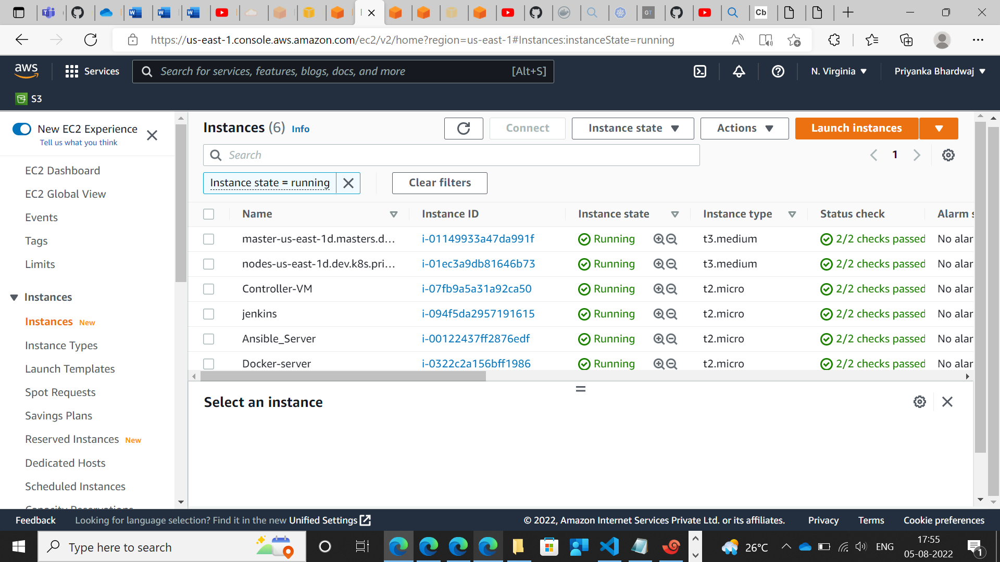 https://us-east-1.console.aws.amazon.com/ec2/v2/home?region=us-east-1#Instances:instanceState=running
aws
Services
Search for services, features, blogs, docs, and more
[Alt+S]
N. Virginia
Priyanka Bhardwaj
S3
New EC2 Experience
Tell us what you think
EC2 Dashboard
EC2 Global View
Events
Tags
Limits
Instances
Instances New
Instance Types
Launch Templates
Spot Requests
Savings Plans
Reserved Instances New
Dedicated Hosts
Scheduled Instances
Capacity Reservations
Instances (6) Info
Connect
Instance state
Actions
Launch instances
Search
1
Instance state = running
Clear filters
Name Instance ID Instance state Instance type Status check Alarm s
master-us-east-1d.masters.d... i-01149933a47da991f Running t3.medium 2/2 checks passed No alar
nodes-us-east-1d.dev.k8s.pri... i-01ec3a9db81646b73 Running t3.medium 2/2 checks passed No alar
Controller-VM i-07fb9a5a31a92ca50 Running t2.micro 2/2 checks passed No alar
jenkins i-094f5da2957191615 Running t2.micro 2/2 checks passed No alar
Ansible_Server i-00122437ff2876edf Running t2.micro 2/2 checks passed No alar
Docker-server i-0322c2a156bff1986 Running t2.micro 2/2 checks passed No alar
Select an instance
Feedback Looking for language selection? Find it in the new Unified Settings
© 2022, Amazon Internet Services Private Ltd. or its affiliates. Privacy Terms Cookie preferences
Type here to search
26°C
ENG
17:55
05-08-2022
1